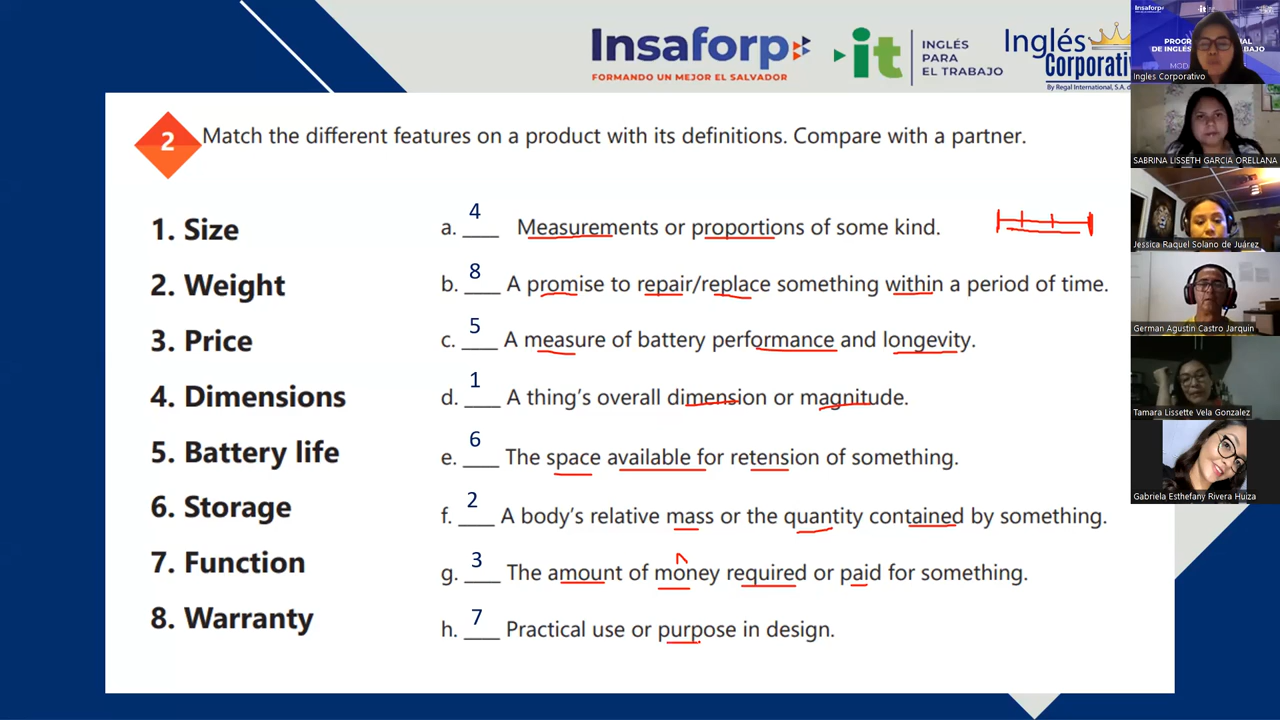 Insaforp
FORMANDO UN MEJOR EL SALVADOR
it
INGLÉS
PARA
EL TRABAJO
Inglés
Corporativ
By Regal International, S.A. d
2
Match the different features on a product with its definitions. Compare with a partner.
1. Size
2. Weight
3. Price
4. Dimensions
5. Battery life
6. Storage
7. Function
8. Warranty
a. 4 Measurements or proportions of some kind.
b. 8 A promise to repair/replace something within a period of time.
c. 5 A measure of battery performance and longevity.
d. 1 A thing's overall dimension or magnitude.
e. 6 The space available for retension of something.
f. 2 A body's relative mass or the quantity contained by something.
g. 3 The amount of money required or paid for something.
h. 7 Practical use or purpose in design.
Insaforp it
Ingles Corporativo
SABRINA LISSETH GARCIA ORELLANA
Jessica Raquel Solano de Juárez
German Agustin Castro Jarquin
Tamara Lissette Vela Gonzalez
Gabriela Esthefany Rivera Huiza